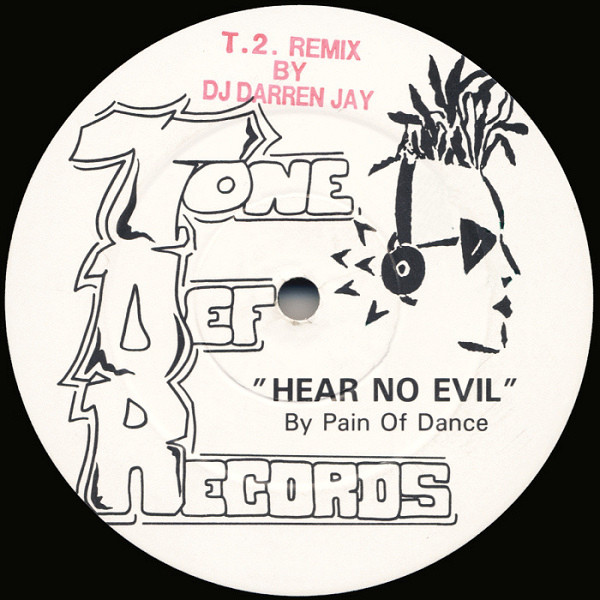 T.2. REMIX
BY
DJ DARREN JAY
TONE
DEF
RECORDS
"HEAR NO EVIL"
By Pain Of Dance